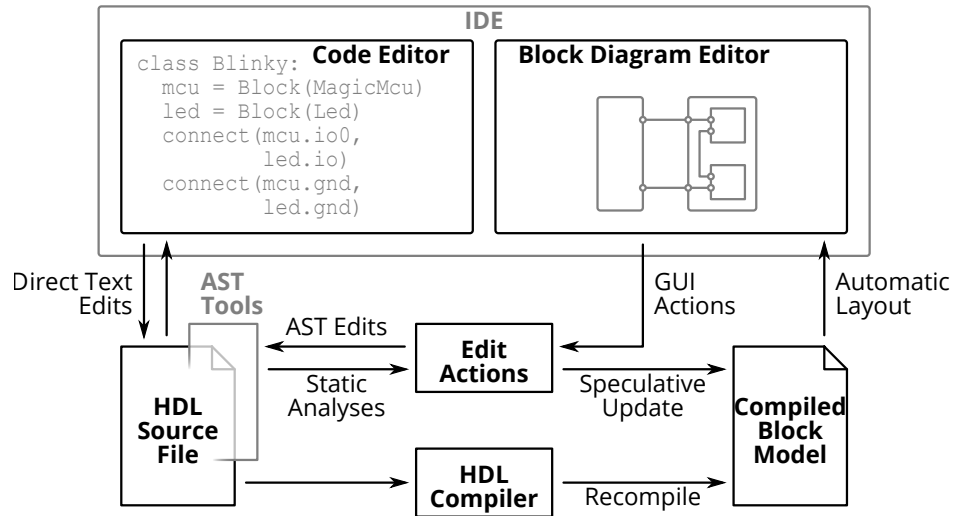 IDE
Code Editor
class Blinky:
mcu = Block(MagicMcu)
led = Block(Led)
connect(mcu.io0,
led.io)
connect(mcu.gnd,
led.gnd)
Block Diagram Editor
Direct Text
Edits
AST
Tools
GUI
Actions
Automatic
Layout
AST Edits
Edit
Actions
Static
Analyses
Speculative
Update
HDL
Source
File
Compiled
Block
Model
HDL
Compiler
Recompile